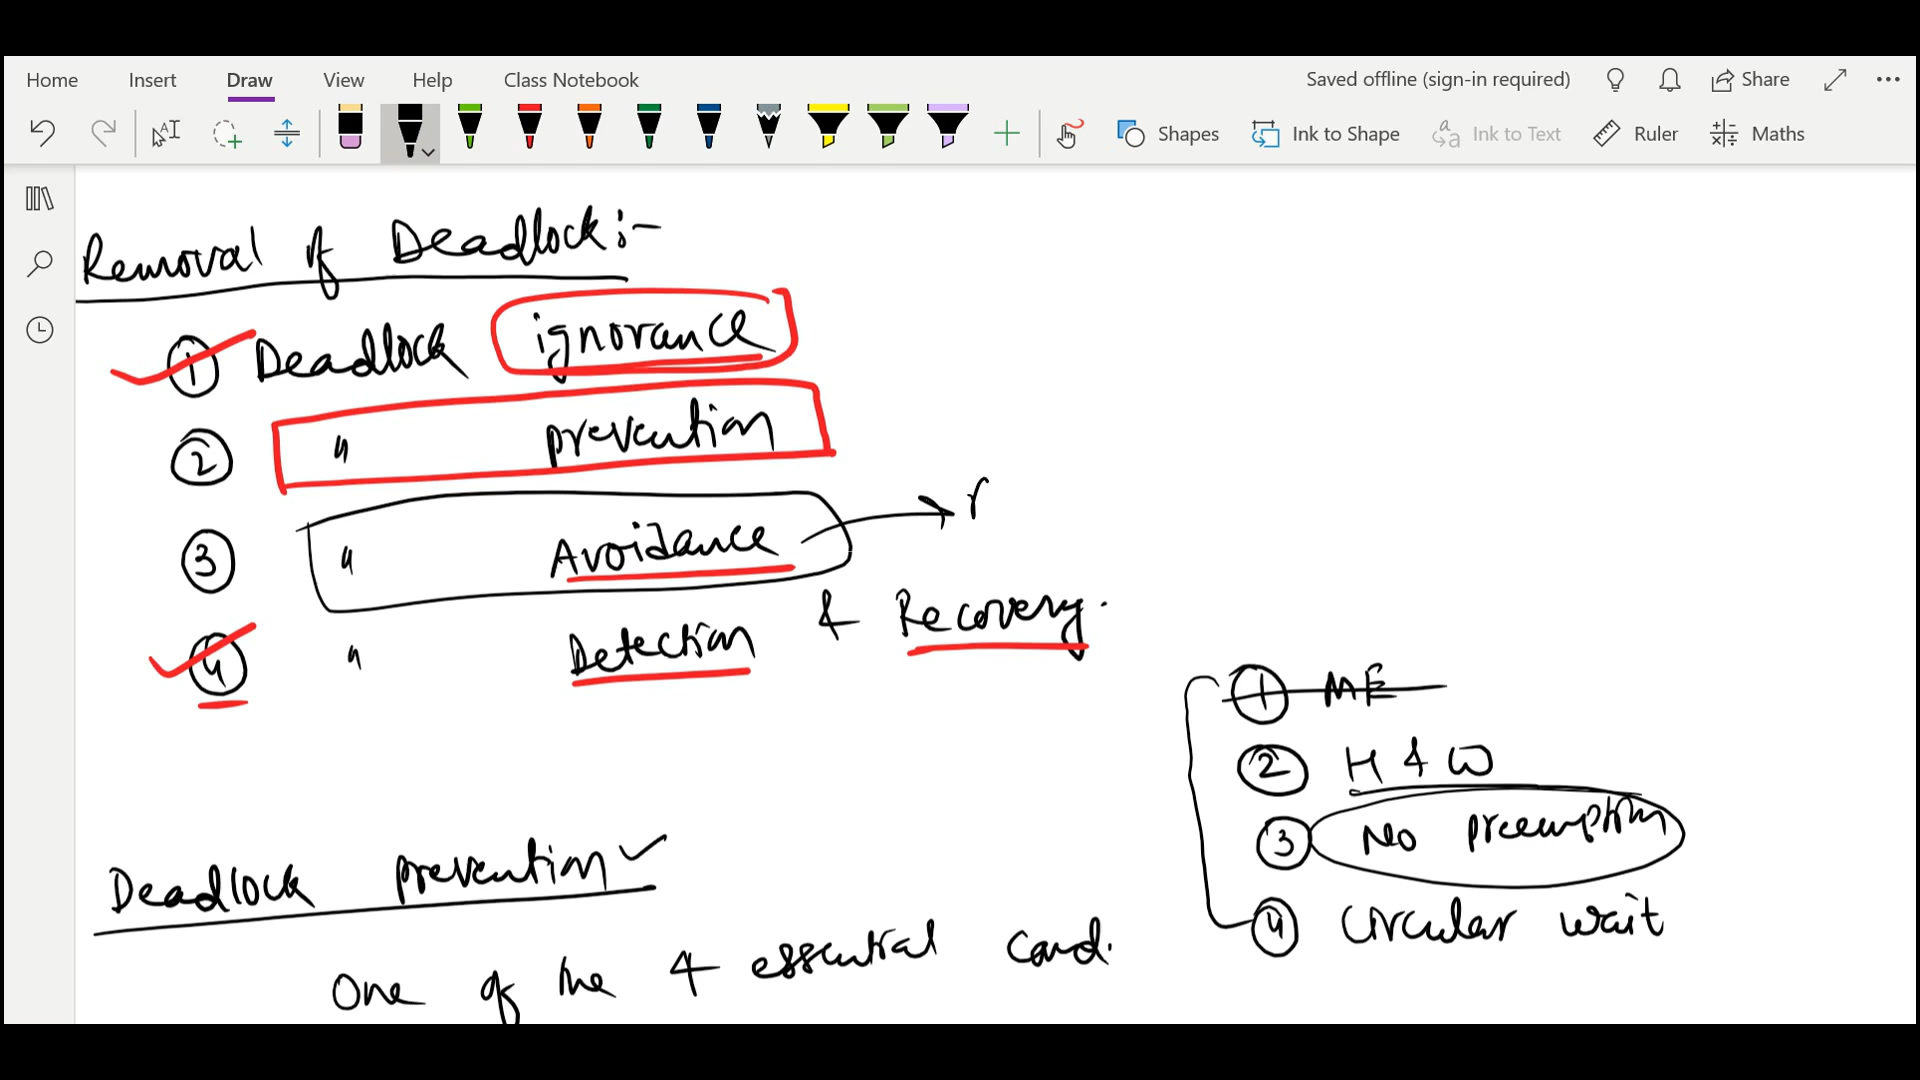 Home Insert Draw View Help Class Notebook Saved offline (sign-in required) Share
Shapes Ink to Shape Ink to Text Ruler Maths
Removal of Deadlock:-
① Deadlock ignorance
② " prevention
③ " Avoidance → r
④ " Detection & Recovery.
① ME
② H & W
③ No preemption
④ Circular wait
Deadlock prevention ✓
One of the 4 essential cond.